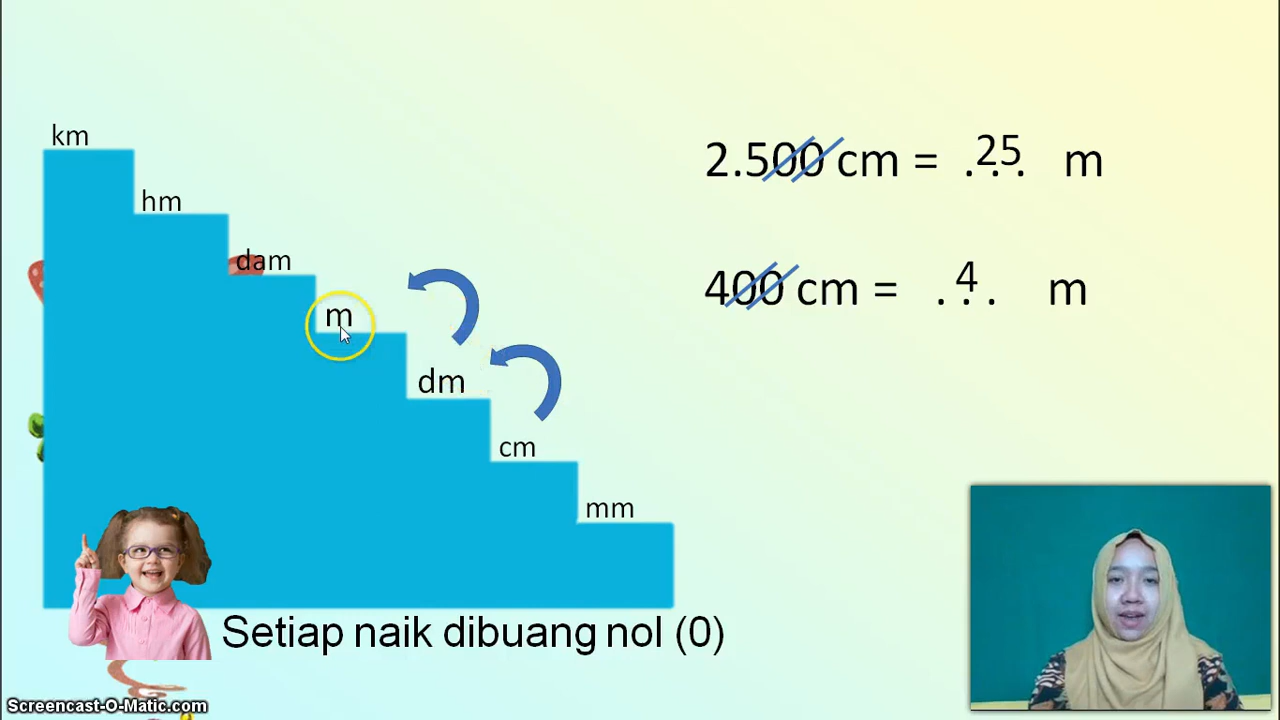 km
hm
dam
m
dm
cm
mm
2.500 cm = . . . 25 m
400 cm = . . . 4 m
Setiap naik dibuang nol (0)
Screencast-O-Matic.com